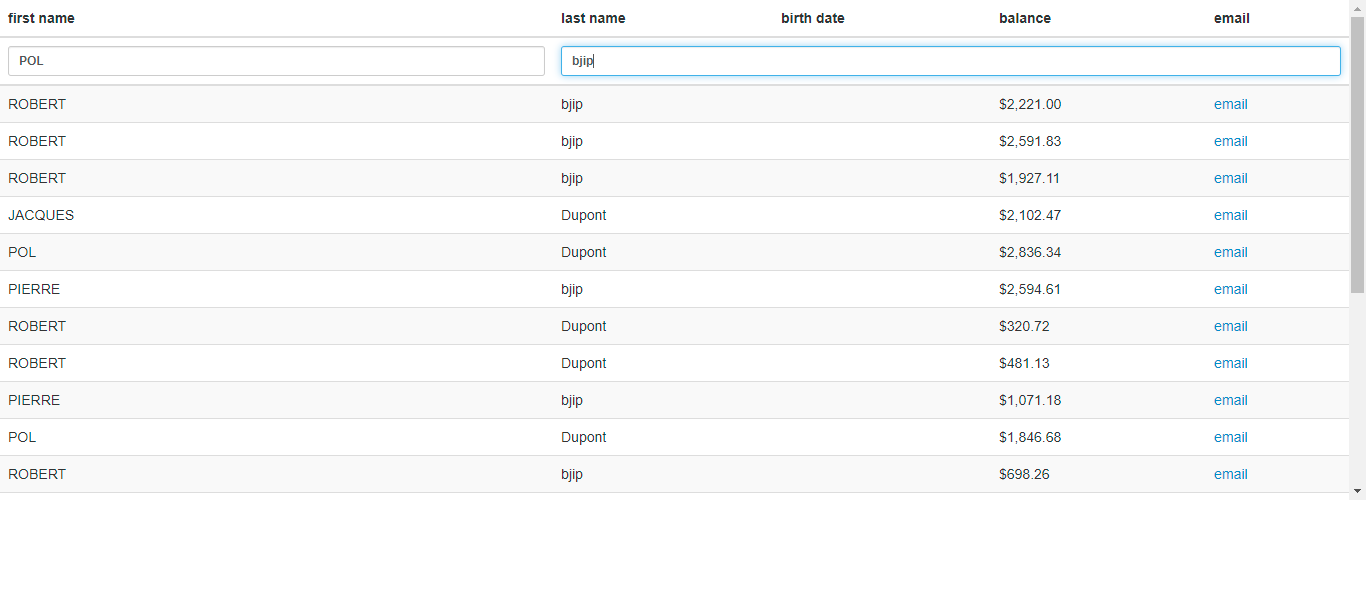 first name last name birth date balance email
POL bjip
ROBERT bjip $2,221.00 email
ROBERT bjip $2,591.83 email
ROBERT bjip $1,927.11 email
JACQUES Dupont $2,102.47 email
POL Dupont $2,836.34 email
PIERRE bjip $2,594.61 email
ROBERT Dupont $320.72 email
ROBERT Dupont $481.13 email
PIERRE bjip $1,071.18 email
POL Dupont $1,846.68 email
ROBERT bjip $698.26 email